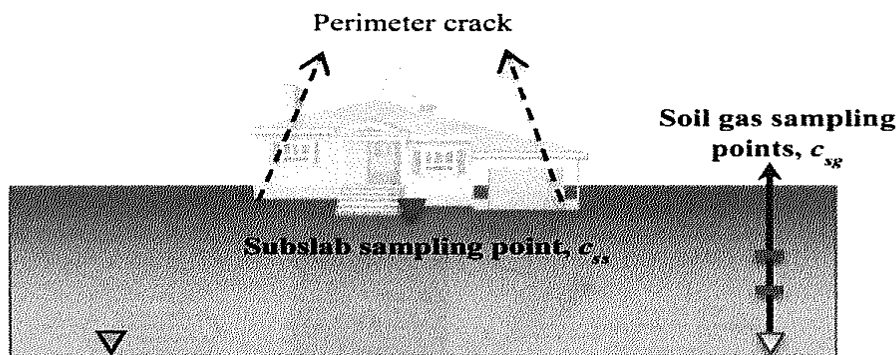 Perimeter crack
Soil gas sampling
points, c_sg
Subslab sampling point, c_ss